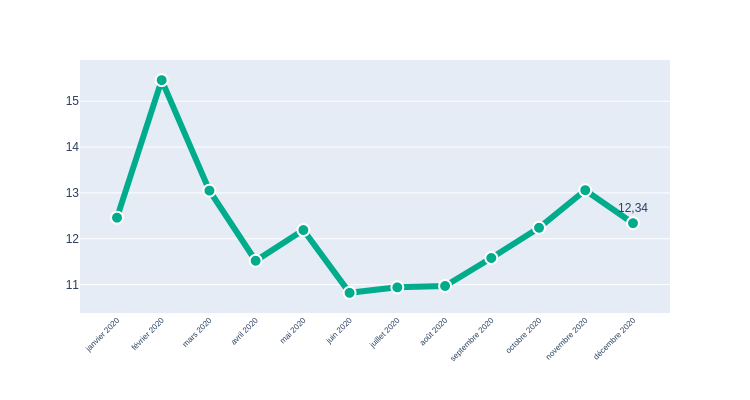 15
14
13
12
11
12,34
janvier 2020
février 2020
mars 2020
avril 2020
mai 2020
juin 2020
juillet 2020
août 2020
septembre 2020
octobre 2020
novembre 2020
décembre 2020